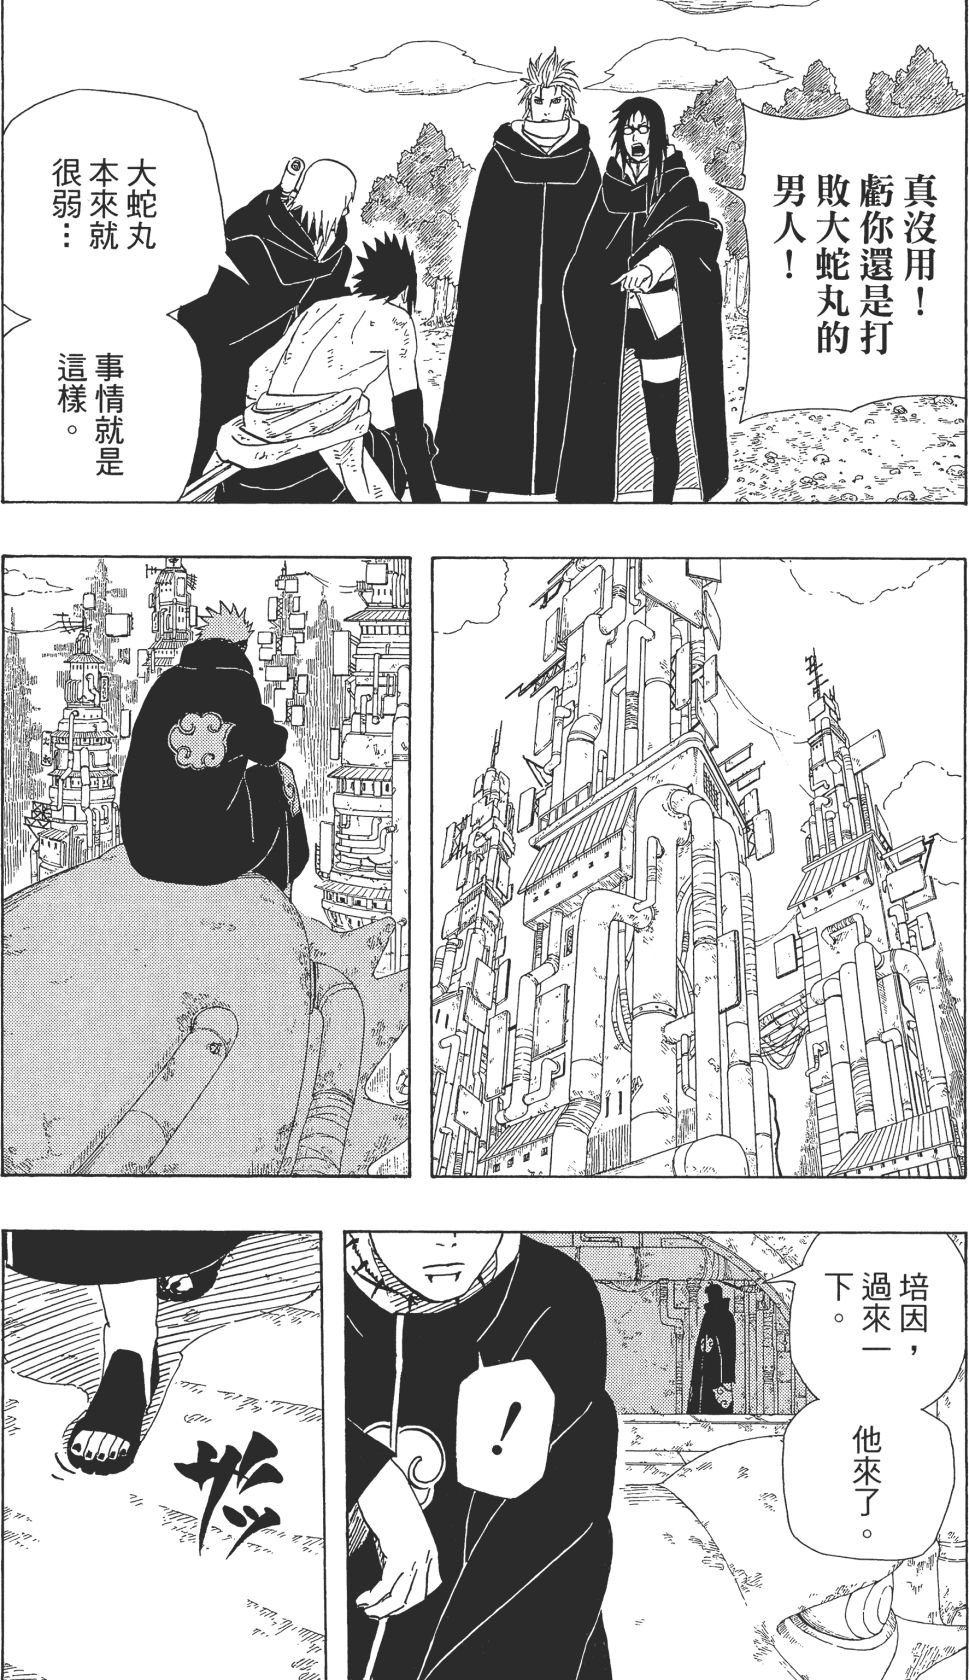 真沒用！
虧你還是打
敗大蛇丸的
男人！
大蛇丸
本來就
很弱…
事情就是
這樣。
培因，
過來一
下。
他來了。
！
ザッ